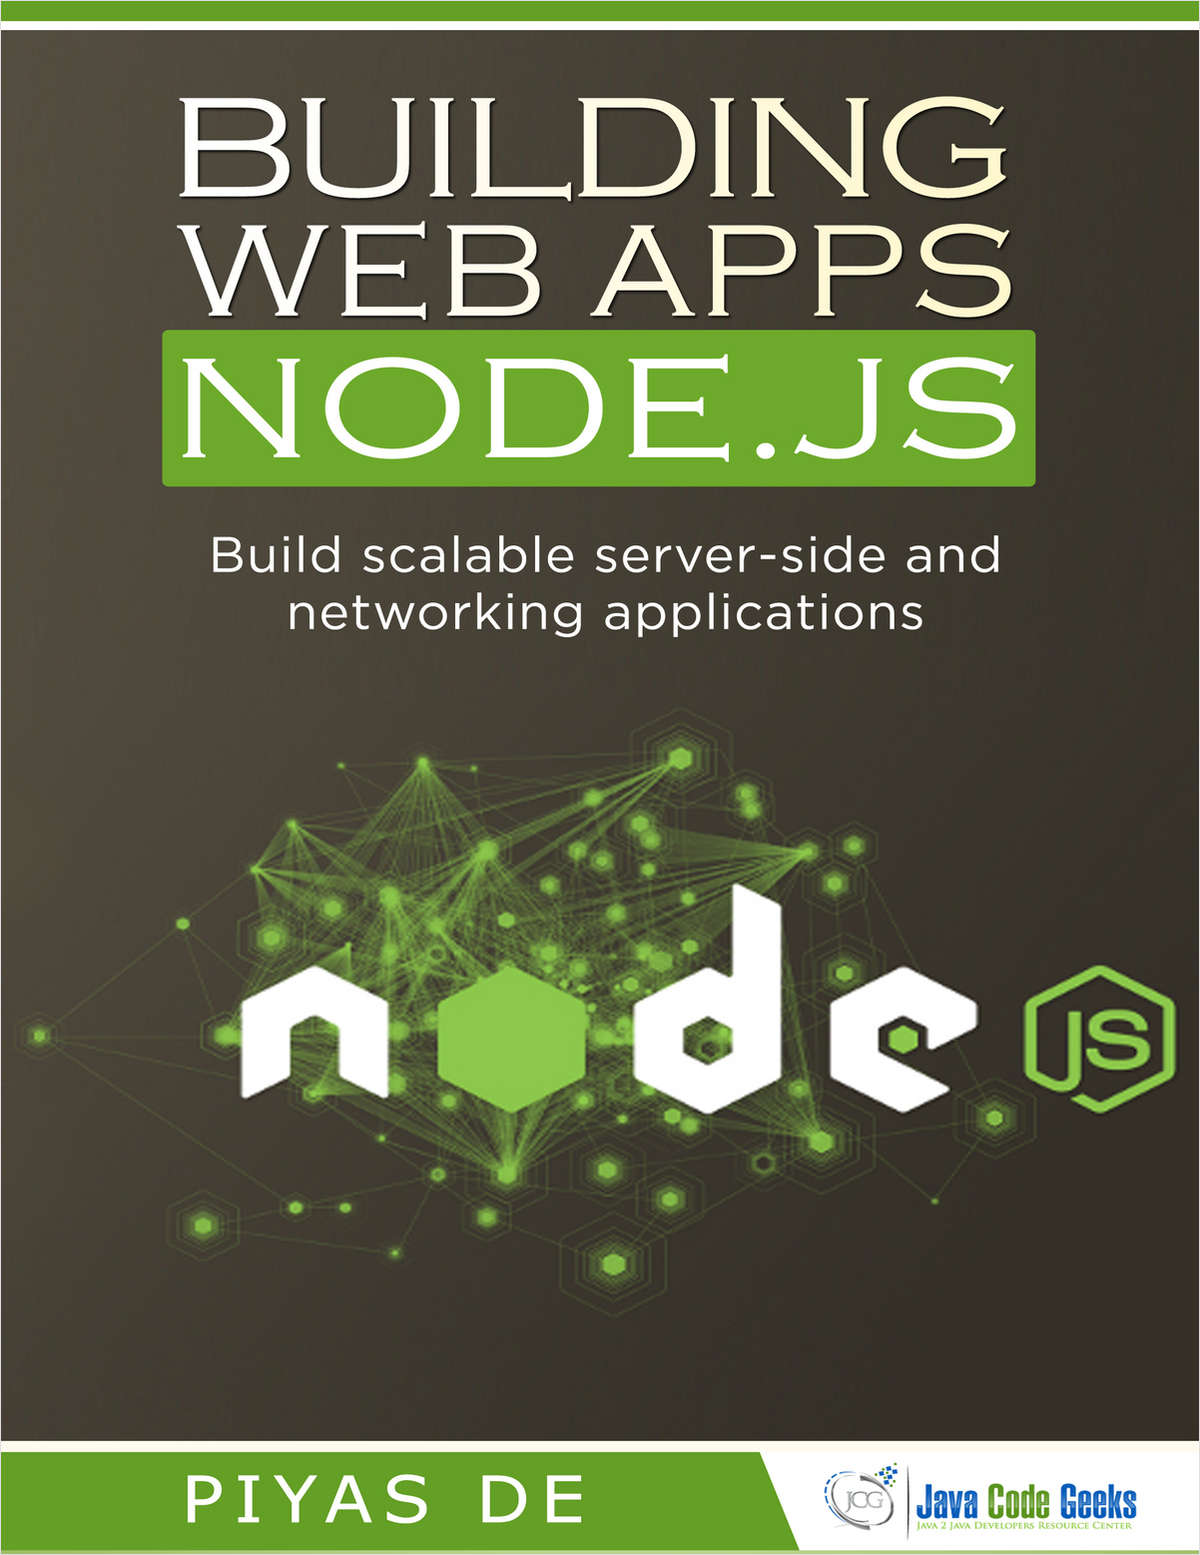 BUILDING
WEB APPS
NODE.JS
Build scalable server-side and
networking applications
node JS
PIYAS DE
JCG
Java Code Geeks
JAVA 2 JAVA DEVELOPERS RESOURCE CENTER